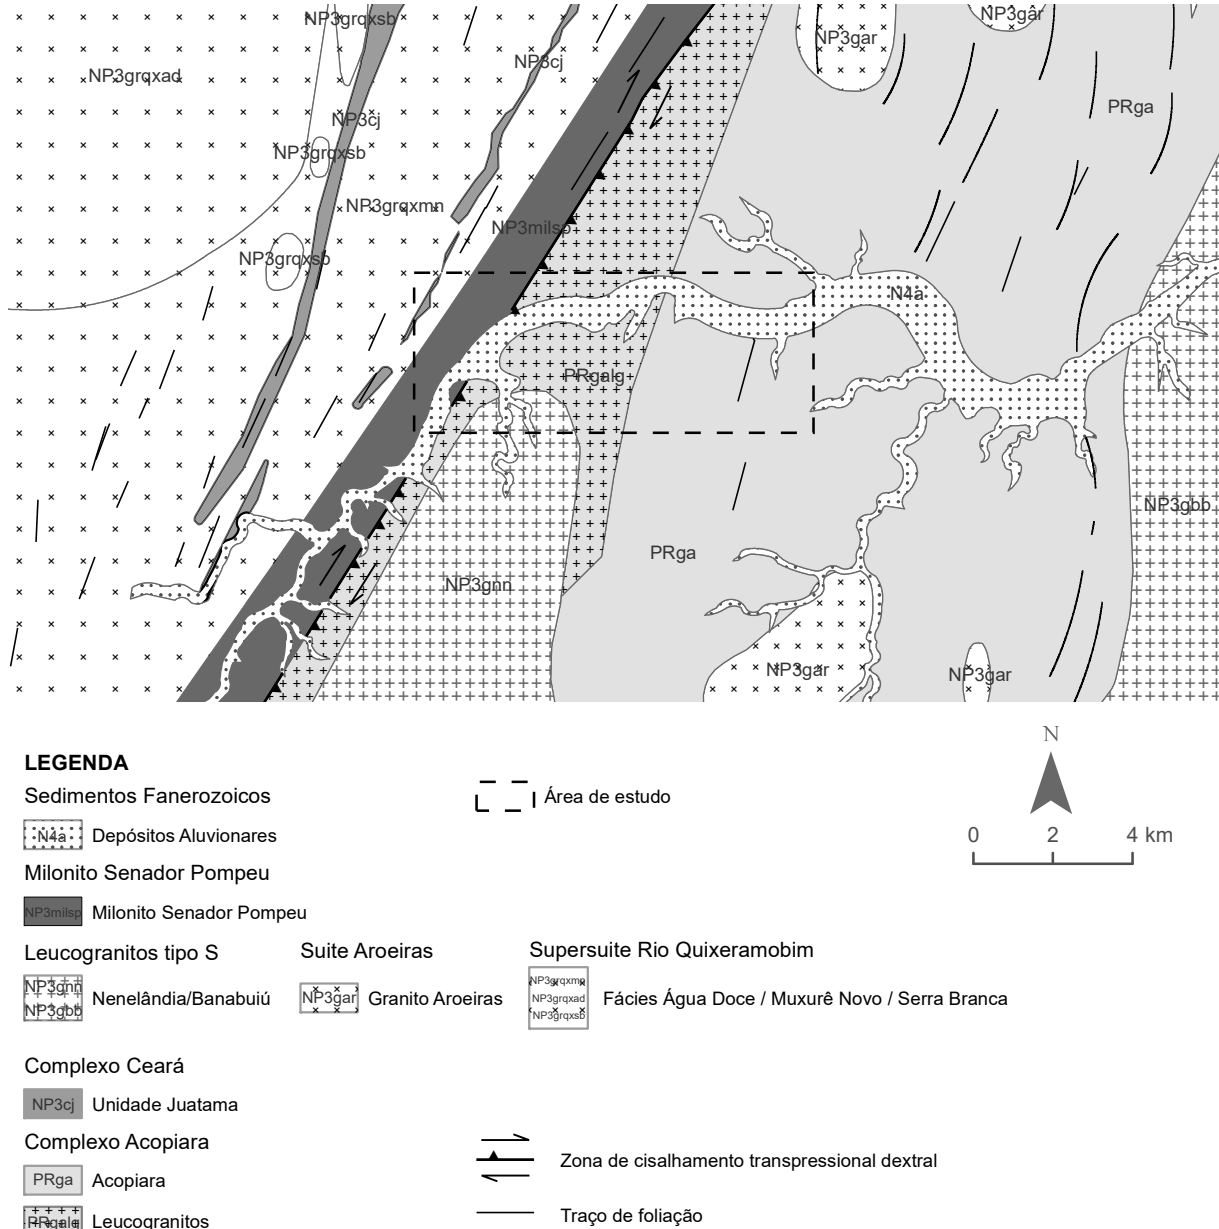 NP3grqxsb
NP3gar
NP3gar
NP3cj
NP3grqxad
PRga
NP3cj
NP3grqxsb
NP3grqxmn
NP3milsp
NP3grqxsb
N4a
PRgalg
NP3gbb
PRga
NP3gnn
NP3gar
NP3gar
N
LEGENDA
Sedimentos Fanerozoicos
Área de estudo
N4a Depósitos Aluvionares
0 2 4 km
Milonito Senador Pompeu
NP3milsp Milonito Senador Pompeu
Leucogranitos tipo S Suite Aroeiras Supersuite Rio Quixeramobim
NP3gnn
NP3gbb
Nenelândia/Banabuiú
NP3gar Granito Aroeiras
NP3grqxmn
NP3grqxad
NP3grqxsb
Fácies Água Doce / Muxurê Novo / Serra Branca
Complexo Ceará
NP3cj Unidade Juatama
Complexo Acopiara
Zona de cisalhamento transpressional dextral
PRga Acopiara
PRgalg Leucogranitos
Traço de foliação